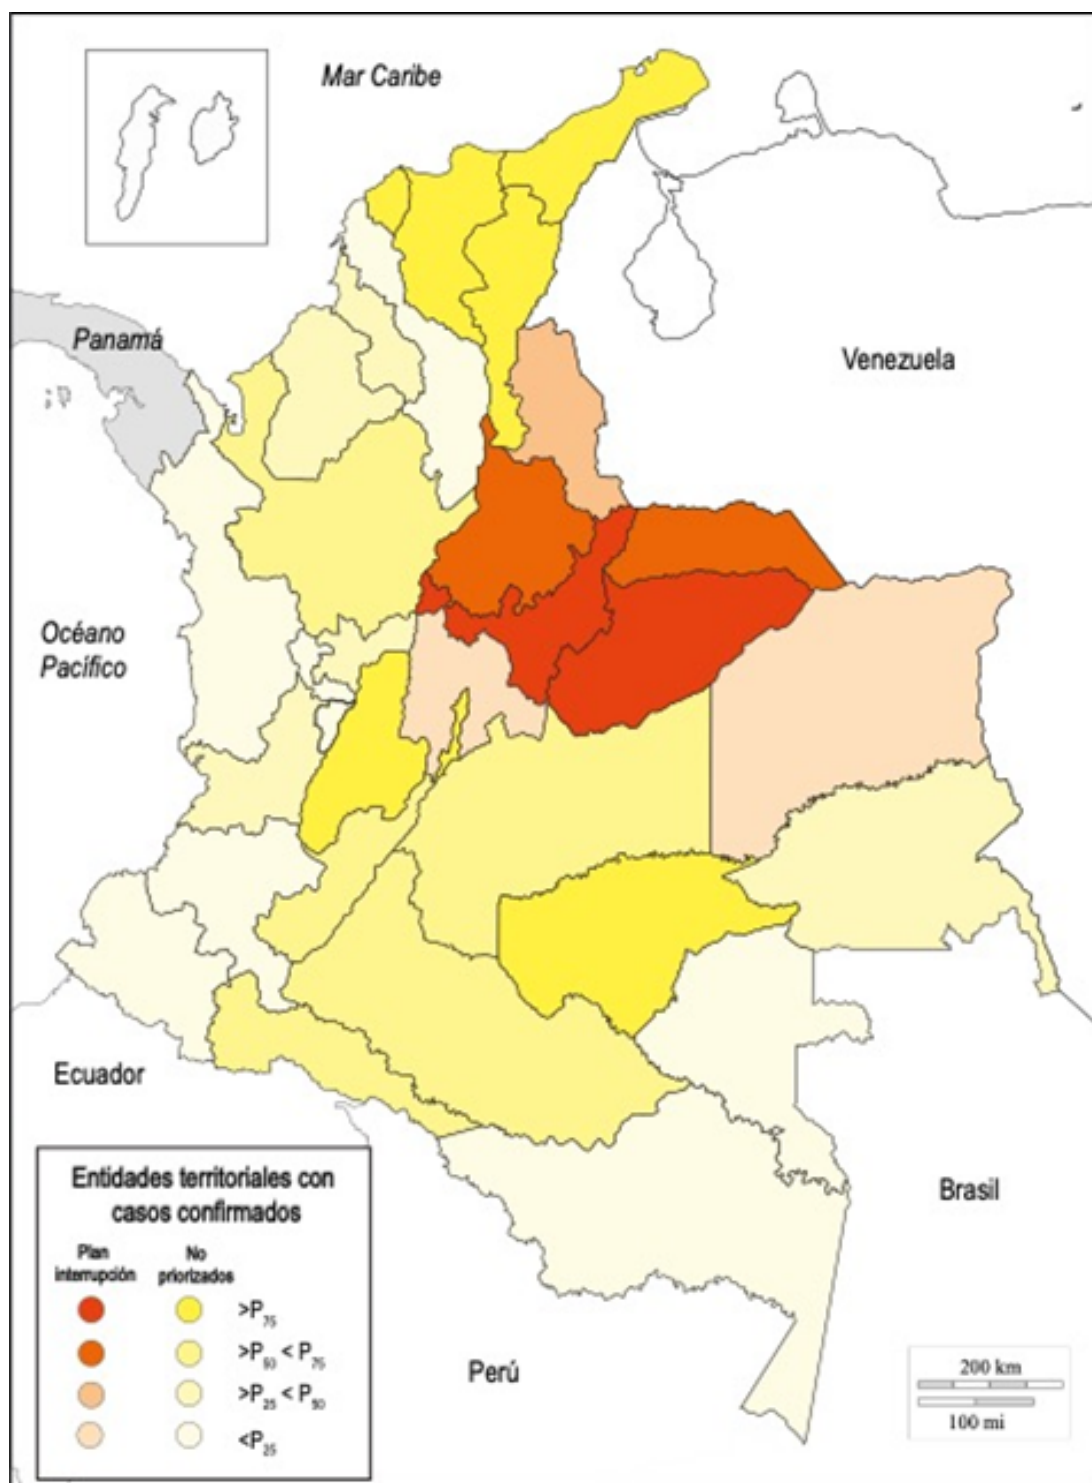 Mar Caribe
Panamá
Venezuela
Océano
Pacífico
Ecuador
Brasil
Perú
Entidades territoriales con
casos confirmados
Plan
interrupción
No
priorizados
>P75
>P50 < P75
>P25 < P50
<P25
200 km
100 mi